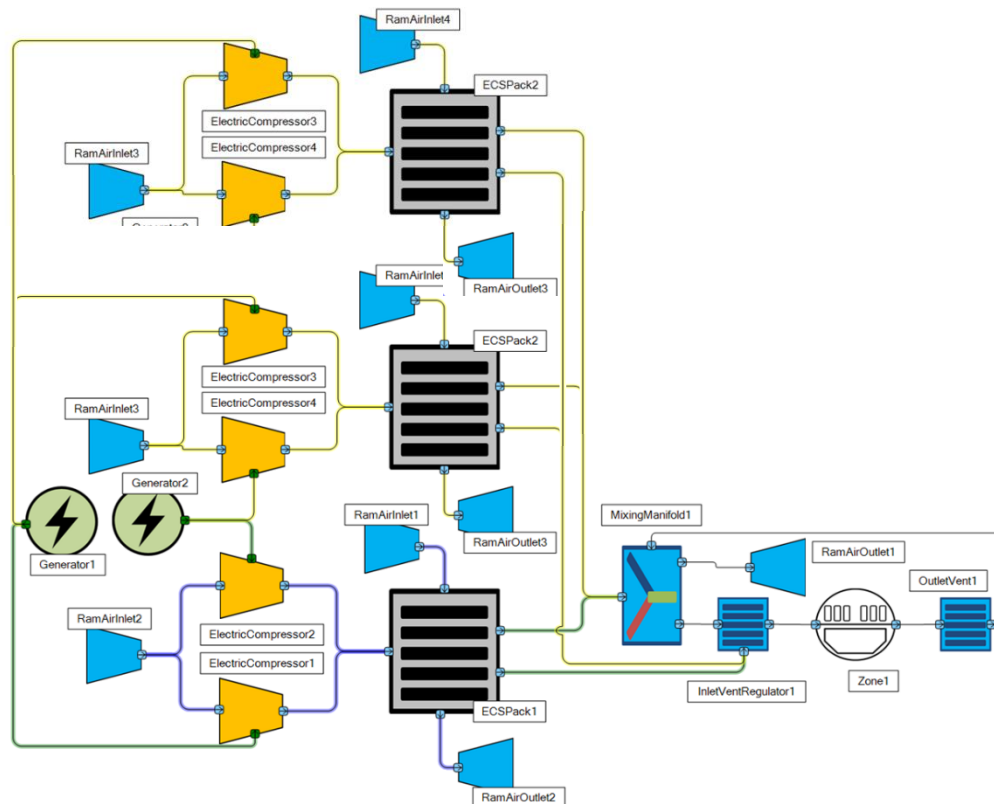 RamAirInlet4
ECSPack2
ElectricCompressor3
ElectricCompressor4
RamAirInlet3
RamAirInlet
RamAirOutlet3
ECSPack2
ElectricCompressor3
ElectricCompressor4
RamAirInlet3
Generator2
Generator1
RamAirInlet1
RamAirOutlet3
MixingManifold1
RamAirOutlet1
OutletVent1
RamAirInlet2
ElectricCompressor2
ElectricCompressor1
InletVentRegulator1
Zone1
ECSPack1
RamAirOutlet2